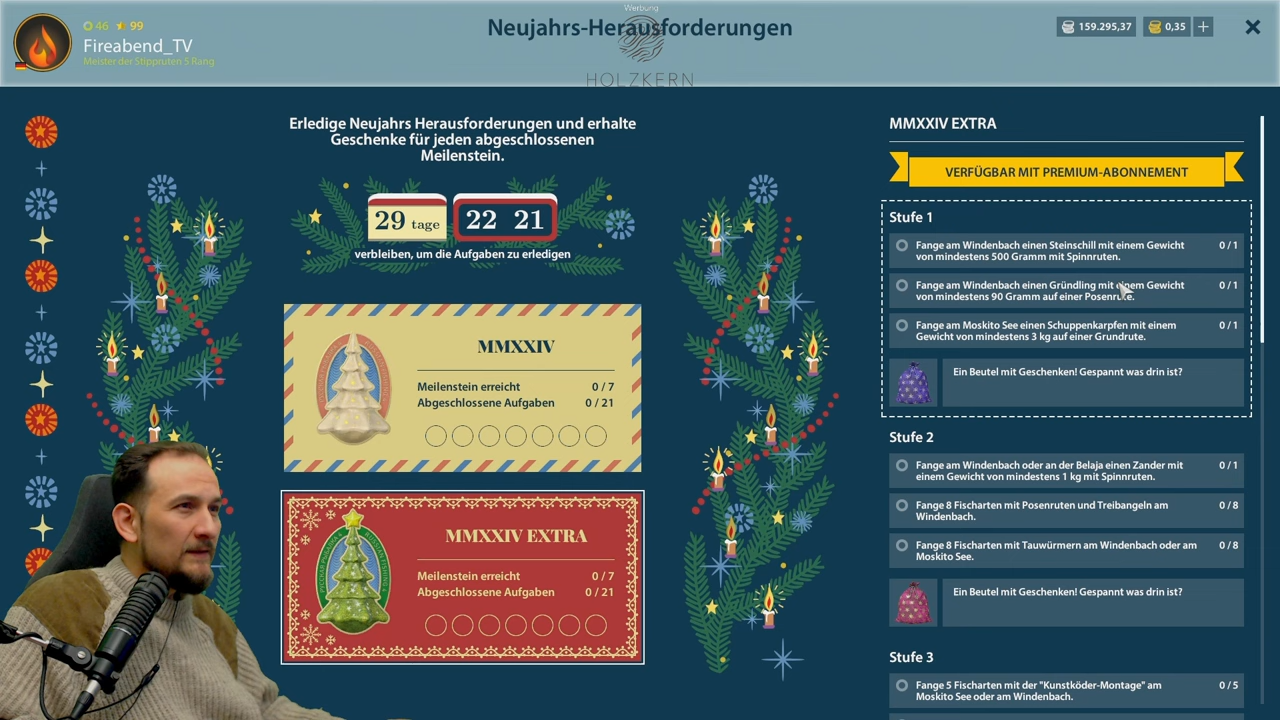 46 99
Fireabend_TV
Meister der Stippruten 5 Rang
Werbung
Neujahrs-Herausforderungen
HOLZKERN
159.295,37
0,35
Erledige Neujahrs Herausforderungen und erhalte
Geschenke für jeden abgeschlossenen
Meilenstein.
29 tage 22 21
verbleiben, um die Aufgaben zu erledigen
MMXXIV
Meilenstein erreicht 0 / 7
Abgeschlossene Aufgaben 0 / 21
MMXXIV EXTRA
Meilenstein erreicht 0 / 7
Abgeschlossene Aufgaben 0 / 21
MMXXIV EXTRA
VERFÜGBAR MIT PREMIUM-ABONNEMENT
Stufe 1
Fange am Windenbach einen Steinschill mit einem Gewicht 0 / 1
von mindestens 500 Gramm mit Spinnruten.
Fange am Windenbach einen Gründling mit einem Gewicht 0 / 1
von mindestens 90 Gramm auf einer Posenrute.
Fange am Moskito See einen Schuppenkarpfen mit einem 0 / 1
Gewicht von mindestens 3 kg auf einer Grundrute.
Ein Beutel mit Geschenken! Gespannt was drin ist?
Stufe 2
Fange am Windenbach oder an der Belaja einen Zander mit 0 / 1
einem Gewicht von mindestens 1 kg mit Spinnruten.
Fange 8 Fischarten mit Posenruten und Treibangeln am 0 / 8
Windenbach.
Fange 8 Fischarten mit Tauwürmern am Windenbach oder am 0 / 8
Moskito See.
Ein Beutel mit Geschenken! Gespannt was drin ist?
Stufe 3
Fange 5 Fischarten mit der "Kunstköder-Montage" am 0 / 5
Moskito See oder am Windenbach.